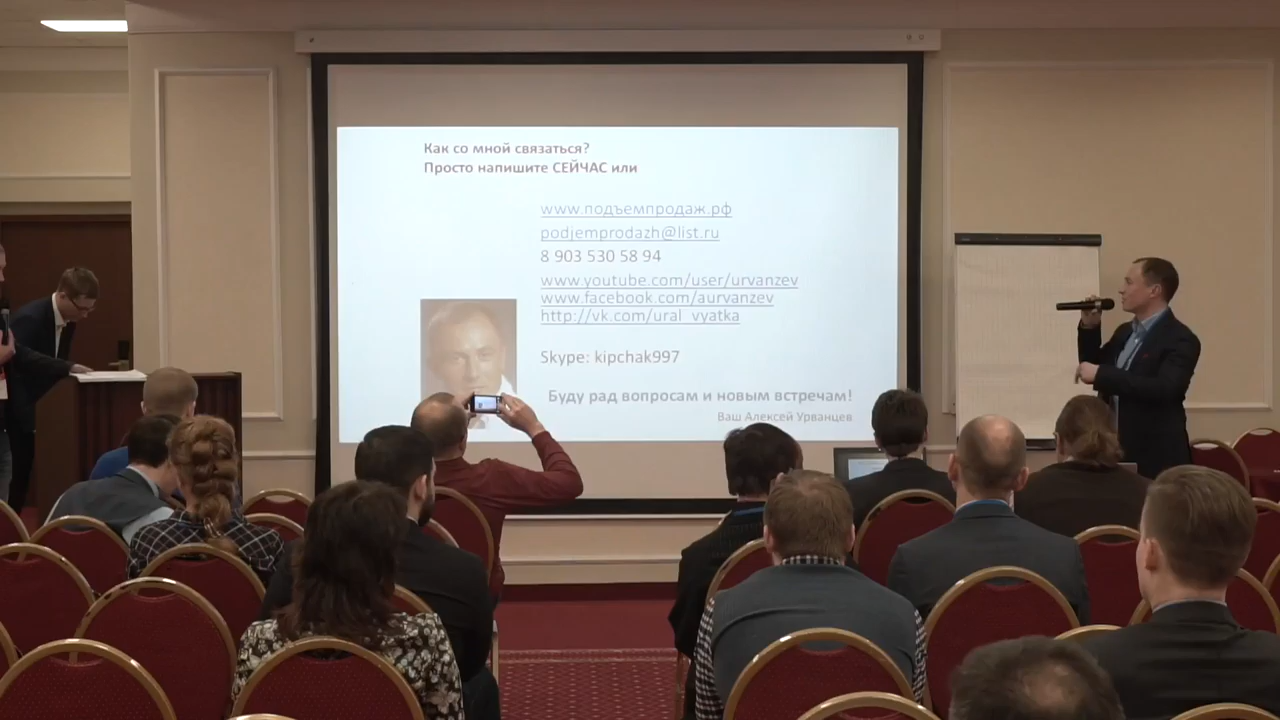 Как со мной связаться?
Просто напишите СЕЙЧАС или
www.подъемпродаж.рф
podjemprodazh@list.ru
8 903 530 58 94
www.youtube.com/user/urvanzev
www.facebook.com/aurvanzev
http://vk.com/ural_vyatka
Skype: kipchak997
Буду рад вопросам и новым встречам!
Ваш Алексей Урванцев